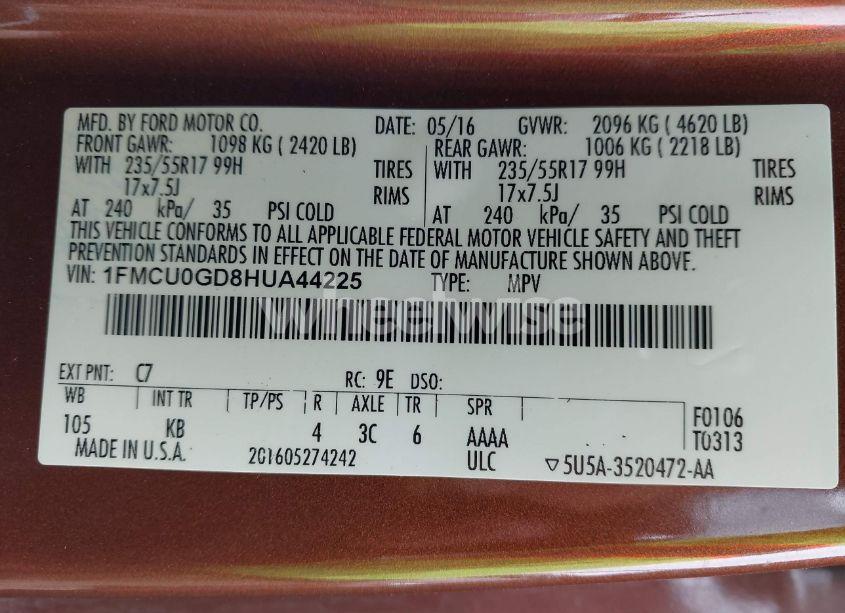 MFD. BY FORD MOTOR CO. DATE: 05/16 GVWR: 2096 KG ( 4620 LB)
FRONT GAWR: 1098 KG ( 2420 LB) REAR GAWR: 1006 KG ( 2218 LB)
WITH 235/55R17 99H TIRES WITH 235/55R17 99H TIRES
17x7.5J RIMS 17x7.5J RIMS
AT 240 kPa/ 35 PSI COLD AT 240 kPa/ 35 PSI COLD
THIS VEHICLE CONFORMS TO ALL APPLICABLE FEDERAL MOTOR VEHICLE SAFETY AND THEFT
PREVENTION STANDARDS IN EFFECT ON THE DATE OF MANUFACTURE SHOWN ABOVE.
VIN: 1FMCU0GD8HUA44225 TYPE: MPV
wheelwise
EXT PNT: C7 RC: 9E DSO:
WB INT TR TP/PS R AXLE TR SPR
105 KB 4 3C 6 AAAA
F0106
T0313
MADE IN U.S.A. 201605274242 ULC ▽5U5A-3520472-AA